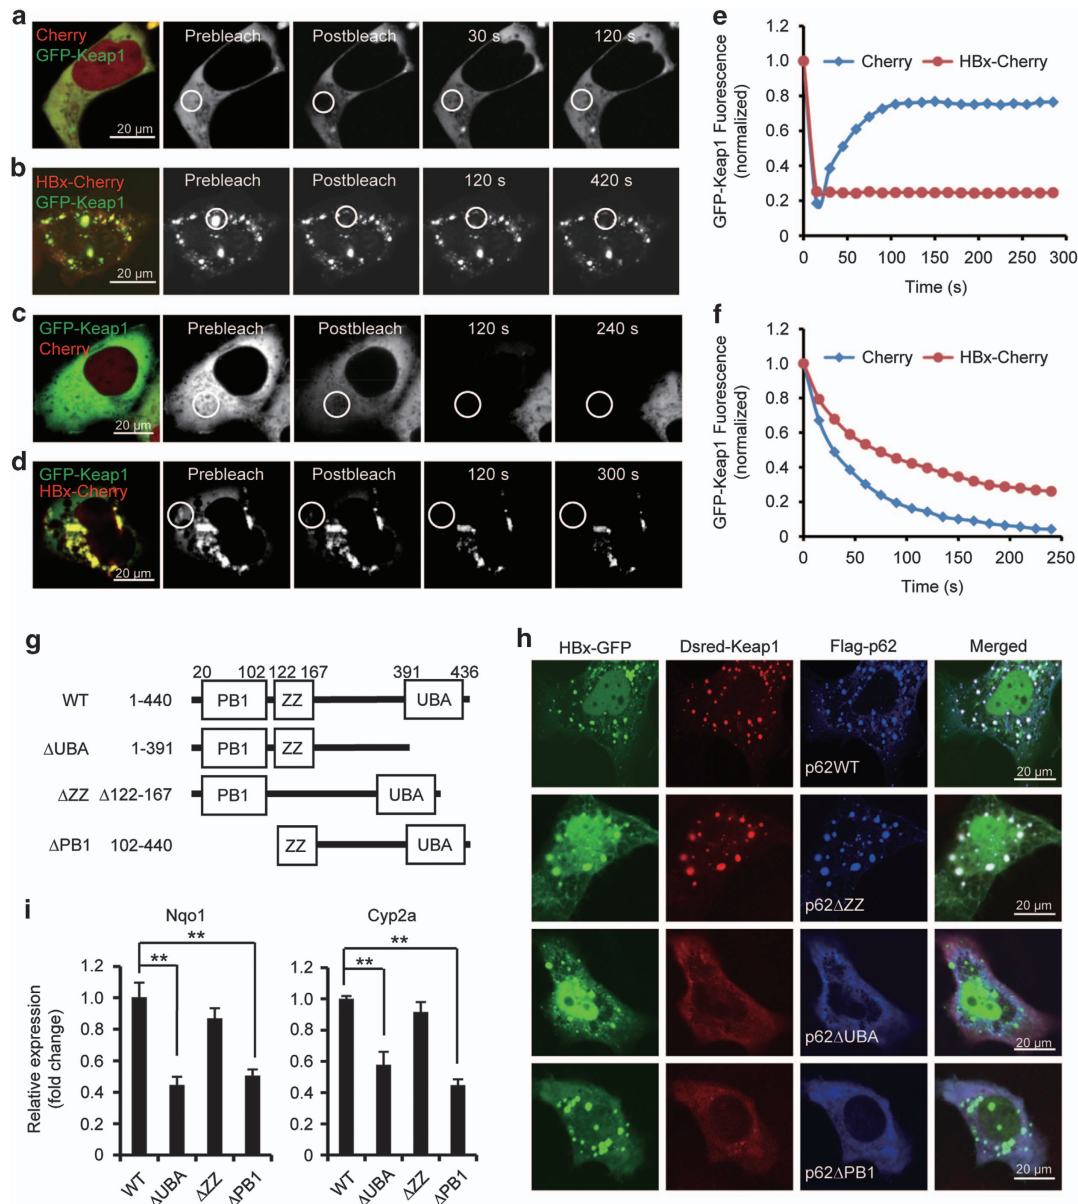 a
Cherry
GFP-Keap1
20 µm
Prebleach
Postbleach
30 s
120 s
b
HBx-Cherry
GFP-Keap1
20 µm
Prebleach
Postbleach
120 s
420 s
c
GFP-Keap1
Cherry
20 µm
Prebleach
Postbleach
120 s
240 s
d
GFP-Keap1
HBx-Cherry
20 µm
Prebleach
Postbleach
120 s
300 s
e
GFP-Keap1 Fluorescence
(normalized)
1.2
1.0
0.8
0.6
0.4
0.2
0
Cherry
HBx-Cherry
0 50 100 150 200 250 300
Time (s)
f
GFP-Keap1 Fluorescence
(normalized)
1.2
1.0
0.8
0.6
0.4
0.2
0
Cherry
HBx-Cherry
0 50 100 150 200 250
Time (s)
g
20 102 122 167 391 436
WT 1-440 PB1 ZZ UBA
ΔUBA 1-391 PB1 ZZ
ΔZZ Δ122-167 PB1 UBA
ΔPB1 102-440 ZZ UBA
h
HBx-GFP Dsred-Keap1 Flag-p62 Merged
p62WT
20 µm
p62ΔZZ
20 µm
p62ΔUBA
20 µm
p62ΔPB1
20 µm
i
Nqo1
**
**
Relative expression
(fold change)
1.2
1.0
0.8
0.6
0.4
0.2
0
WT ΔUBA ΔZZ ΔPB1
Cyp2a
**
**
1.2
1.0
0.8
0.6
0.4
0.2
0
WT ΔUBA ΔZZ ΔPB1